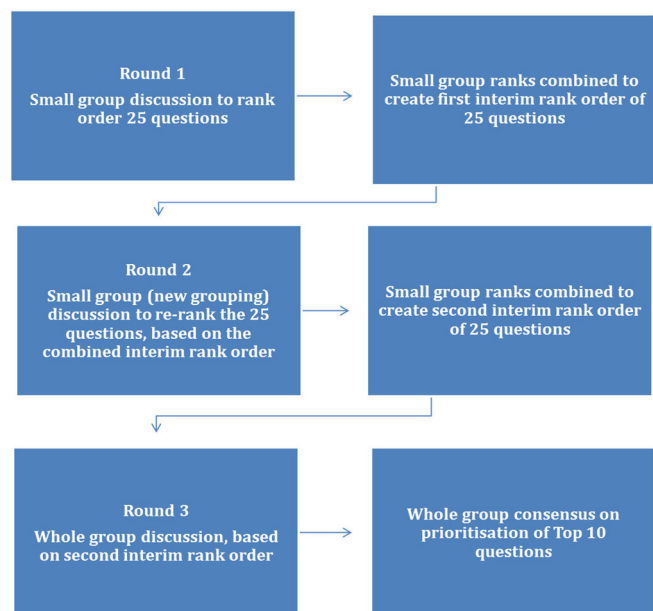 Round 1
Small group discussion to rank
order 25 questions
Small group ranks combined to
create first interim rank order of
25 questions
Round 2
Small group (new grouping)
discussion to re-rank the 25
questions, based on the
combined interim rank order
Small group ranks combined to
create second interim rank order
of 25 questions
Round 3
Whole group discussion, based
on second interim rank order
Whole group consensus on
prioritisation of Top 10
questions